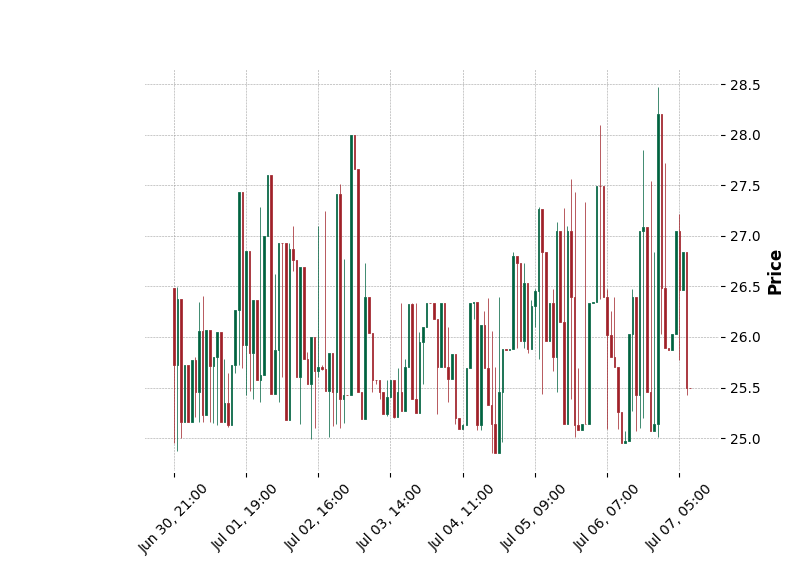 28.5
28.0
27.5
27.0
26.5
26.0
25.5
25.0
Price
Jun 30, 21:00
Jul 01, 19:00
Jul 02, 16:00
Jul 03, 14:00
Jul 04, 11:00
Jul 05, 09:00
Jul 06, 07:00
Jul 07, 05:00